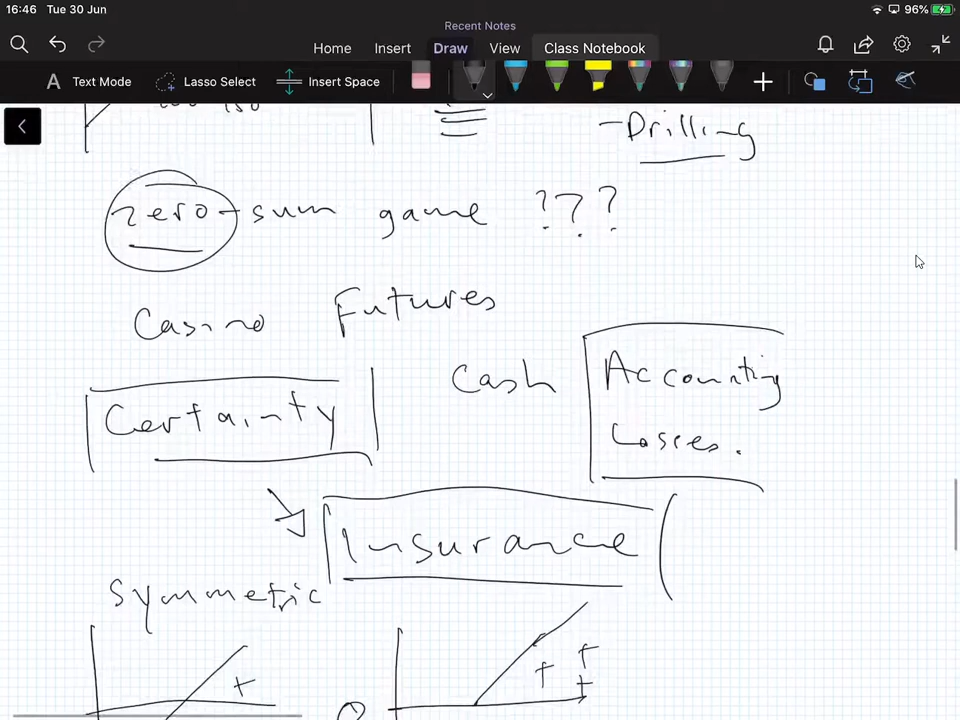 16:46 Tue 30 Jun
Recent Notes
96%
Home Insert Draw View Class Notebook
Text Mode Lasso Select Insert Space
-Drilling
zero-sum game ???
Casino Futures
Cash
Accounting
Losses.
Certainty
Insurance (
Symmetric
+
+ +
+